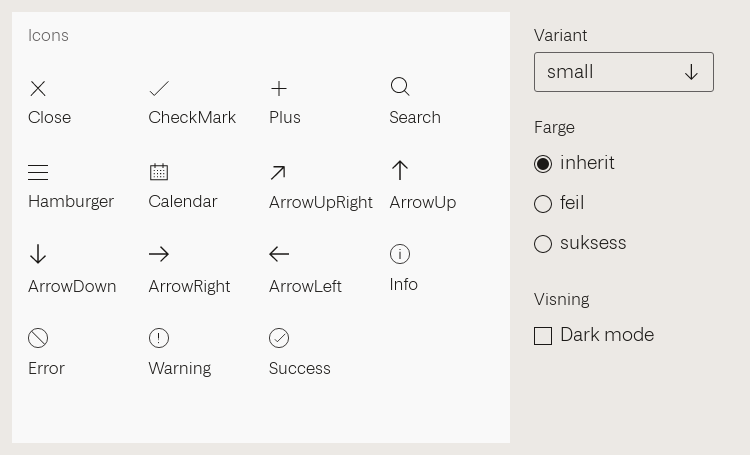 Icons
Close
CheckMark
Plus
Search
Hamburger
Calendar
ArrowUpRight
ArrowUp
ArrowDown
ArrowRight
ArrowLeft
Info
Error
Warning
Success
Variant
small
Farge
inherit
feil
suksess
Visning
Dark mode